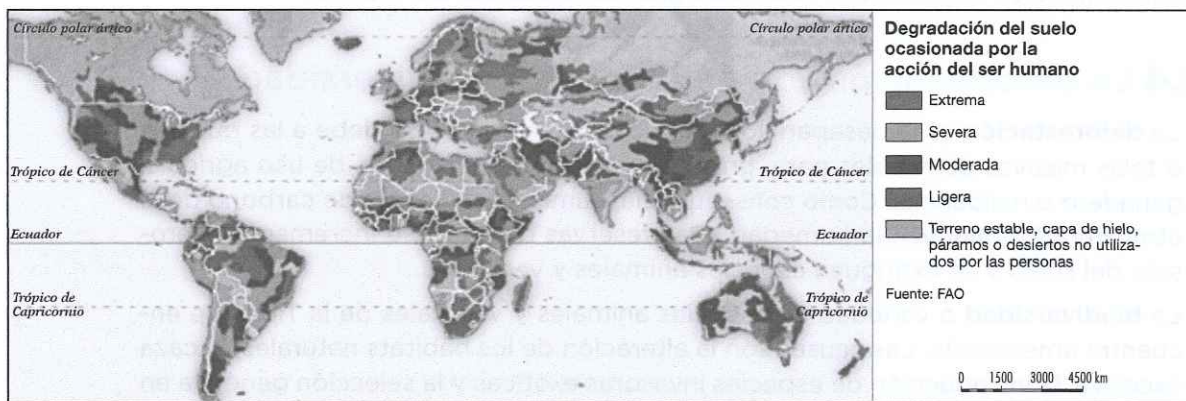 Círculo polar ártico
Círculo polar ártico
Trópico de Cáncer
Trópico de Cáncer
Ecuador
Ecuador
Trópico de
Capricornio
Trópico de
Capricornio
Degradación del suelo
ocasionada por la
acción del ser humano
Extrema
Severa
Moderada
Ligera
Terreno estable, capa de hielo,
páramos o desiertos no utiliza-
dos por las personas
Fuente: FAO
0 1500 3000 4500 km